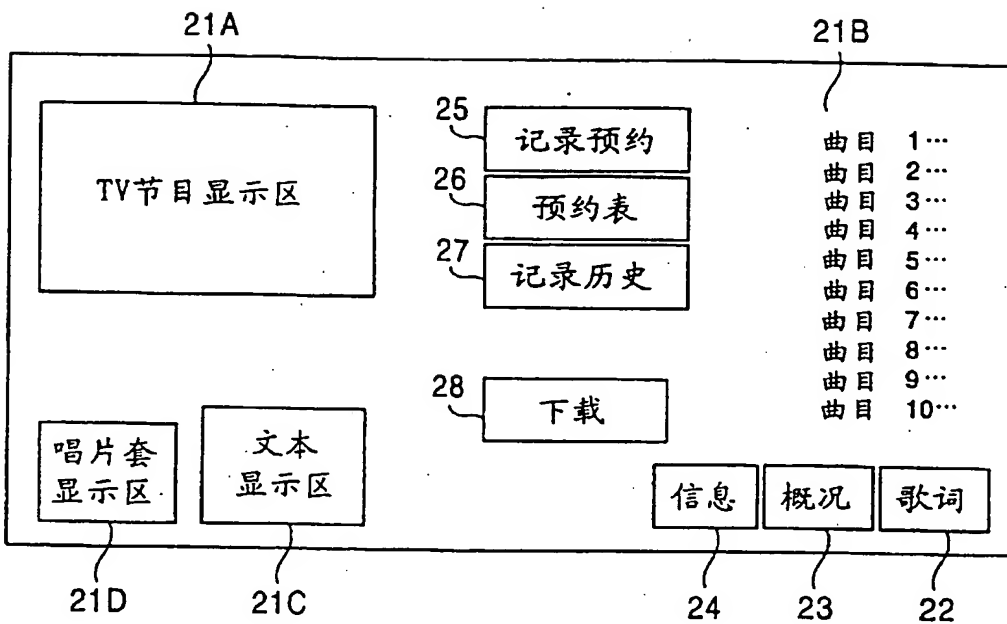 21A
21B
TV节目显示区
25
记录预约
26
预约表
27
记录历史
28
下载
曲目 1…
曲目 2…
曲目 3…
曲目 4…
曲目 5…
曲目 6…
曲目 7…
曲目 8…
曲目 9…
曲目 10…
唱片套
显示区
文本
显示区
信息
概况
歌词
21D
21C
24
23
22